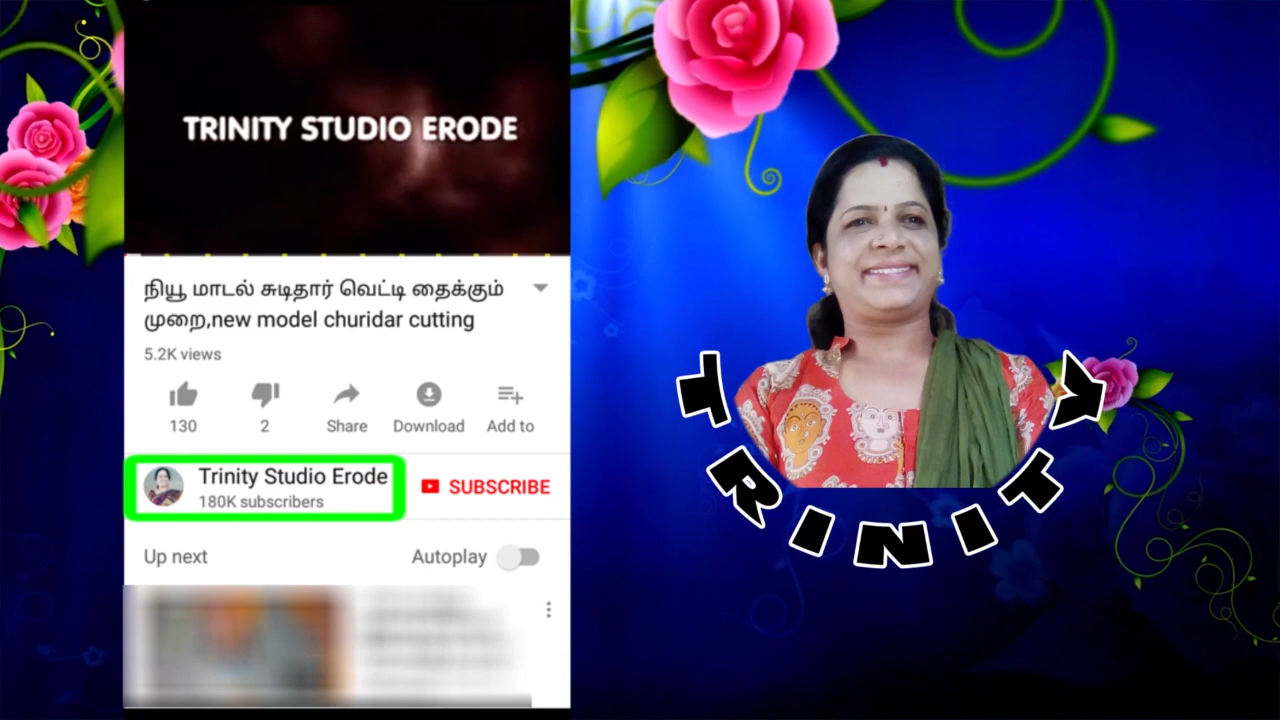 TRINITY STUDIO ERODE
நியூ மாடல் சுடிதார் வெட்டி தைக்கும்
முறை,new model churidar cutting
5.2K views
130
2
Share
Download
Add to
Trinity Studio Erode
180K subscribers
SUBSCRIBE
Up next
Autoplay
TRINITY